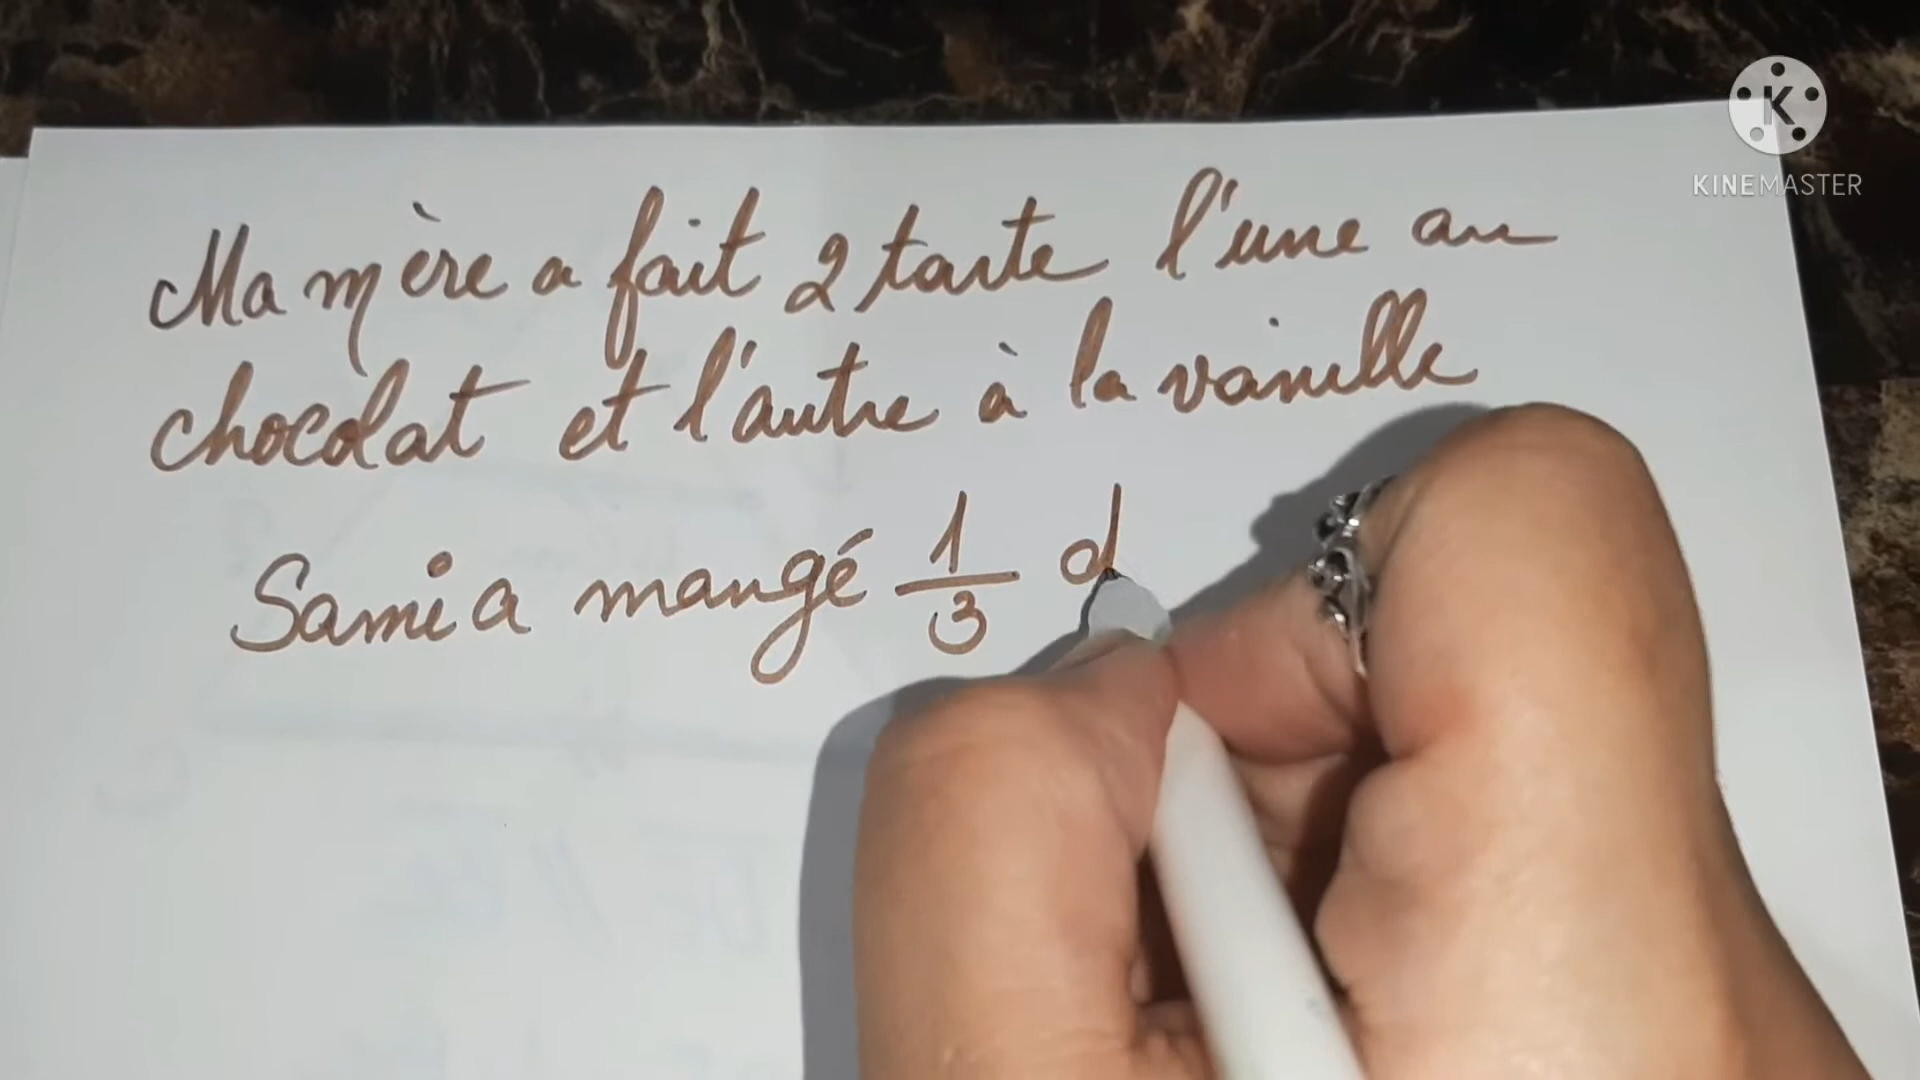 KINEMASTER
Ma mère a fait 2 tarte l'une au
chocolat et l'autre à la vanille
Sami a mangé 1/3 d